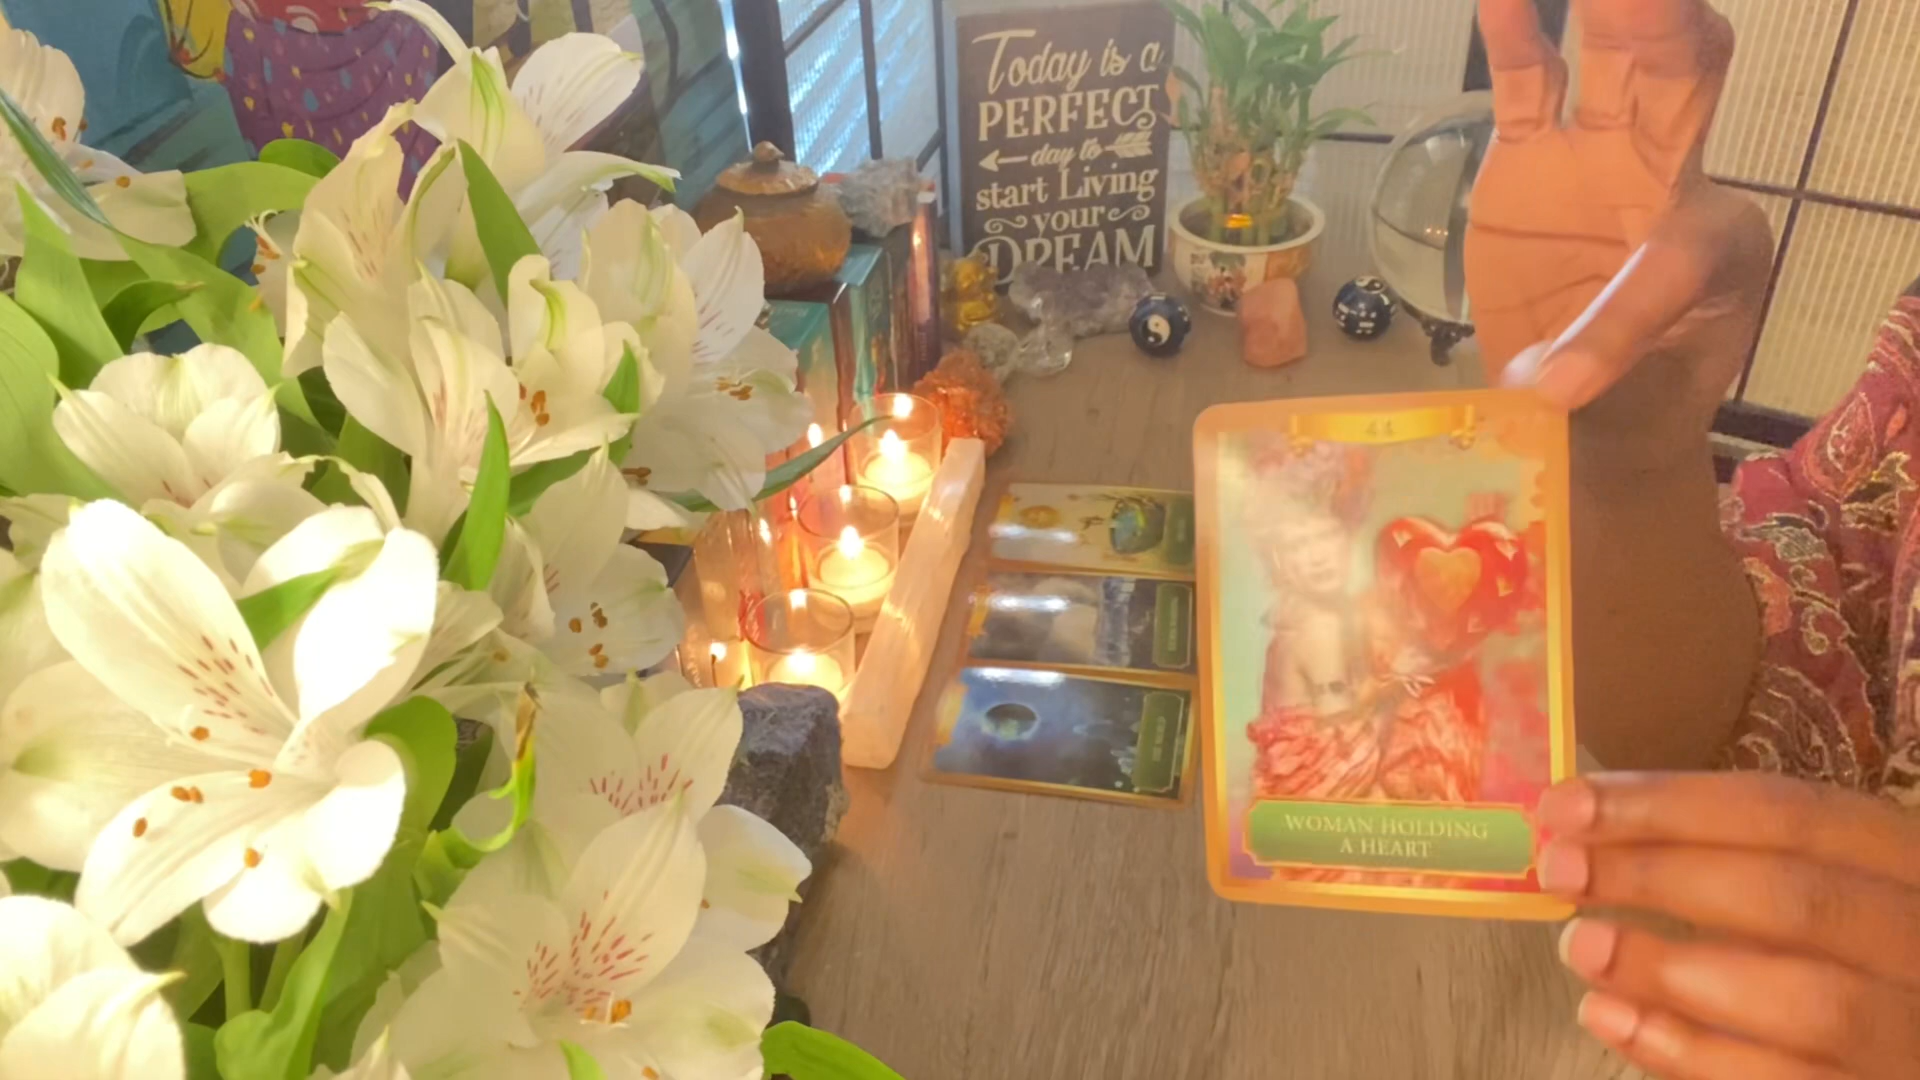 Today is a
PERFECT
day to
start Living
your
DREAM
44
WOMAN HOLDING
A HEART